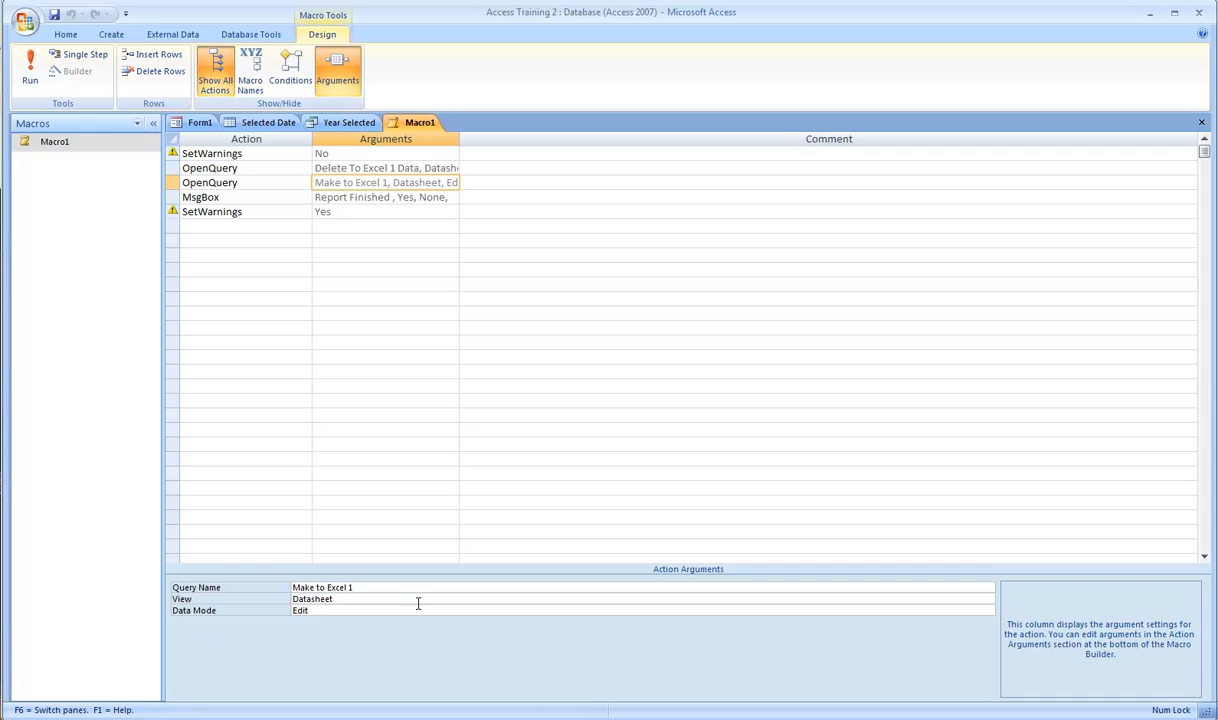 Macro Tools
Access Training 2 : Database (Access 2007) - Microsoft Access
Home Create External Data Database Tools Design
Run
Single Step
Builder
Tools
Insert Rows
Delete Rows
Rows
Show All Actions
XYZ
Macro Names
Conditions
Arguments
Show/Hide
Macros
Macro1
Form1 Selected Date Year Selected Macro1
Action Arguments Comment
SetWarnings No
OpenQuery Delete To Excel 1 Data, Datash
OpenQuery Make to Excel 1, Datasheet, Ed
MsgBox Report Finished , Yes, None,
SetWarnings Yes
Action Arguments
Query Name Make to Excel 1
View Datasheet
Data Mode Edit
This column displays the argument settings for
the action. You can edit arguments in the Action
Arguments section at the bottom of the Macro
Builder.
F6 = Switch panes. F1 = Help.
Num Lock